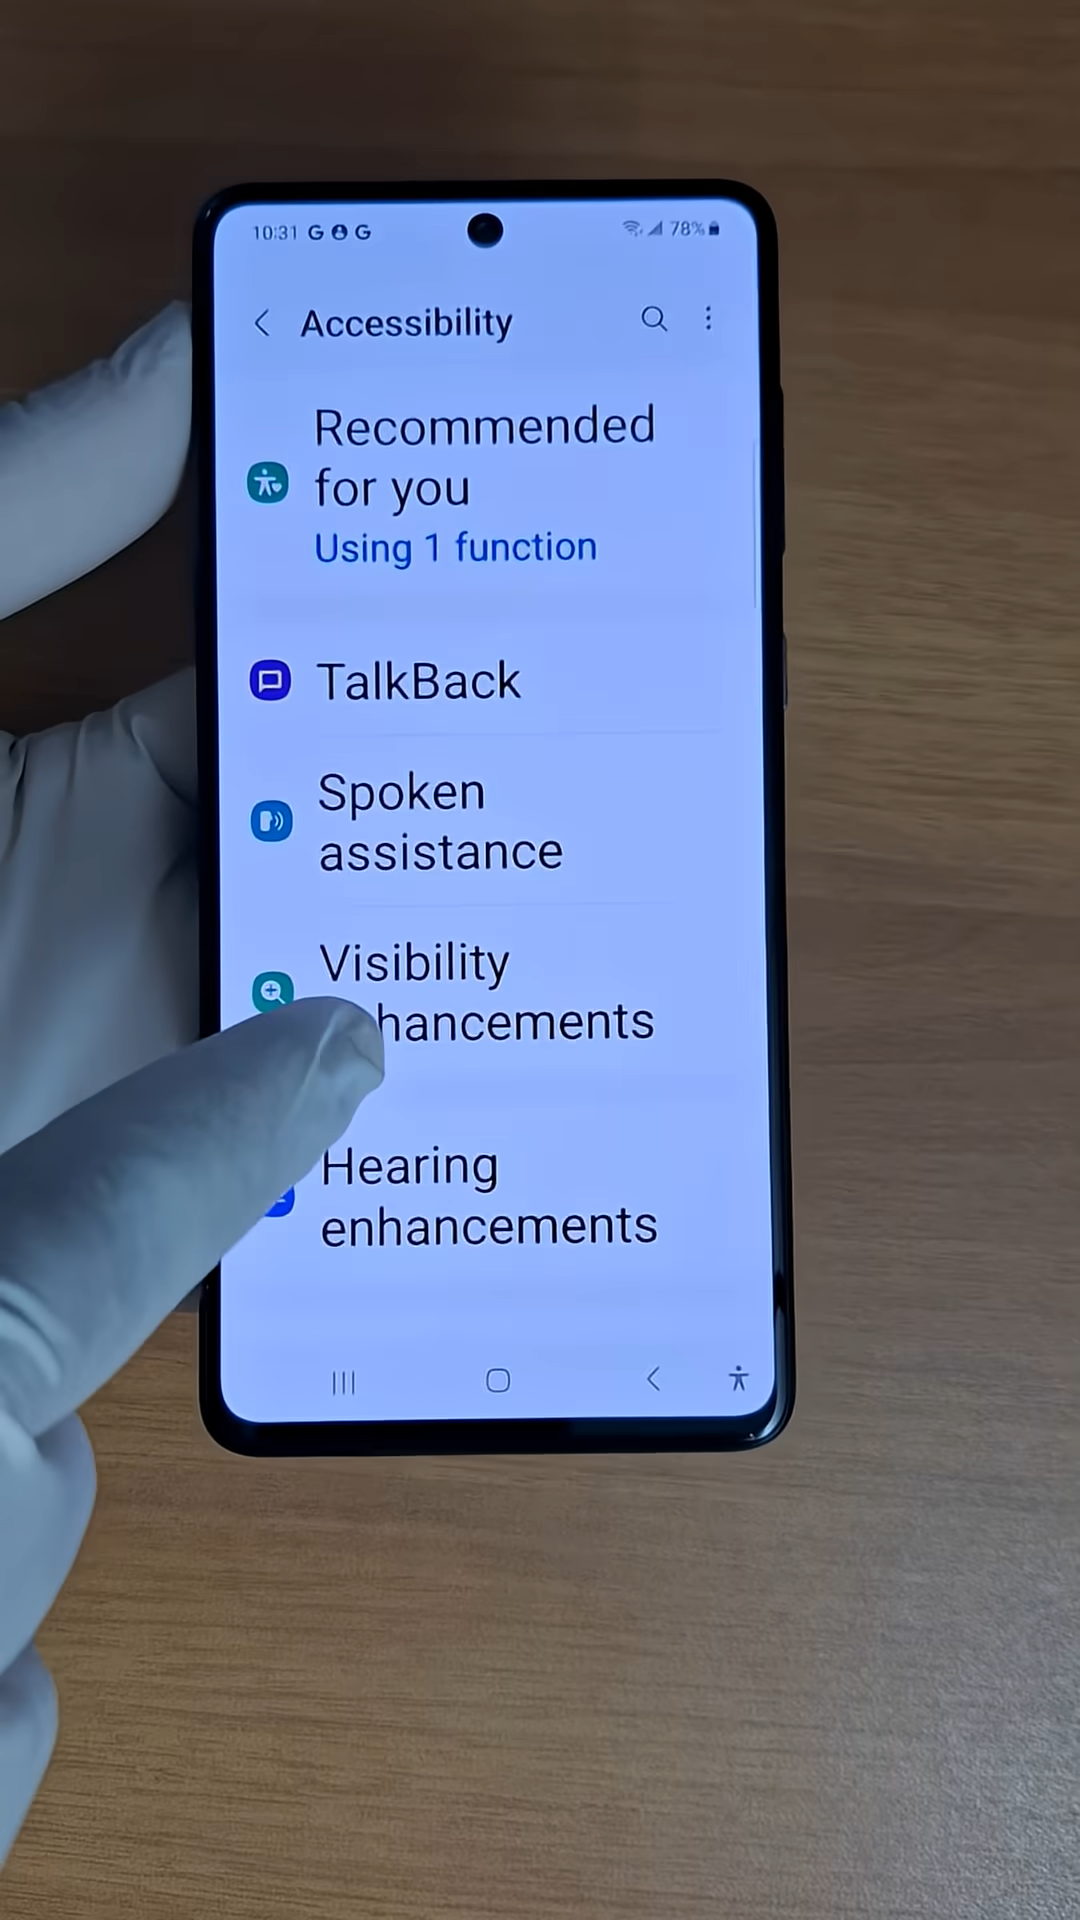 10:31 G G
78%
Accessibility
Recommended
for you
Using 1 function
TalkBack
Spoken
assistance
Visibility
hancements
Hearing
enhancements